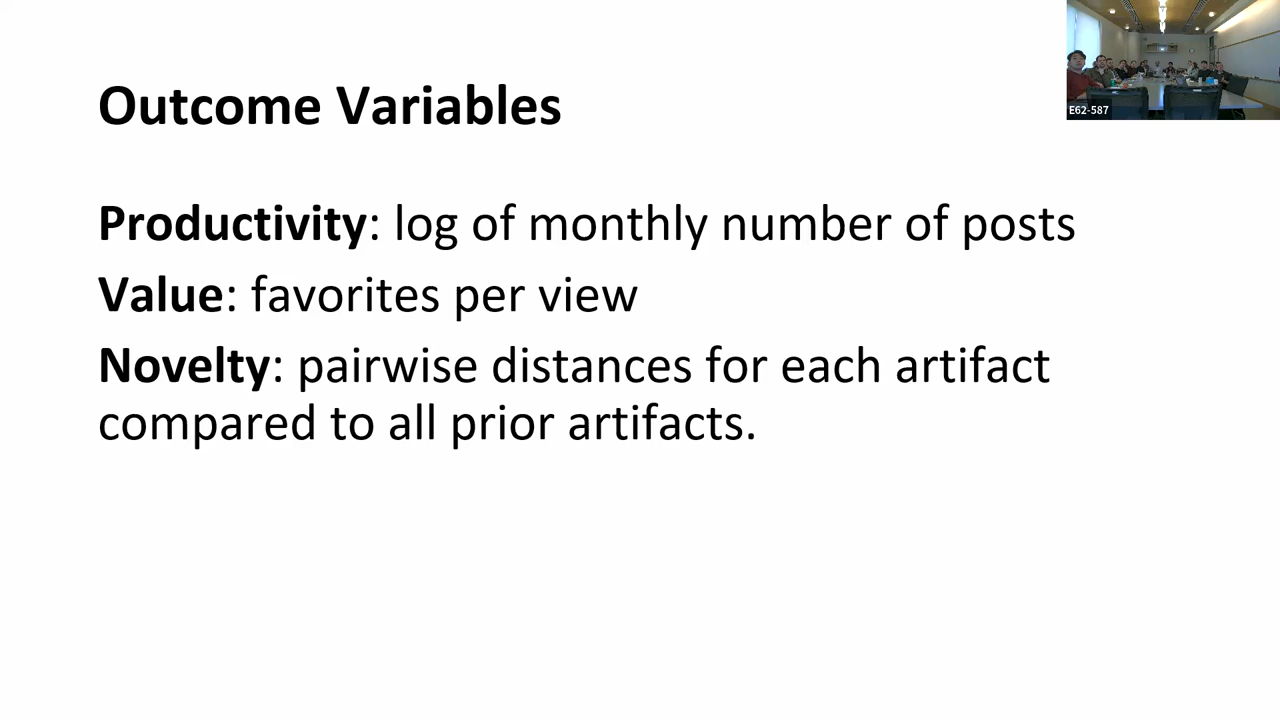 Outcome Variables
Productivity: log of monthly number of posts
Value: favorites per view
Novelty: pairwise distances for each artifact
compared to all prior artifacts.
E62-587